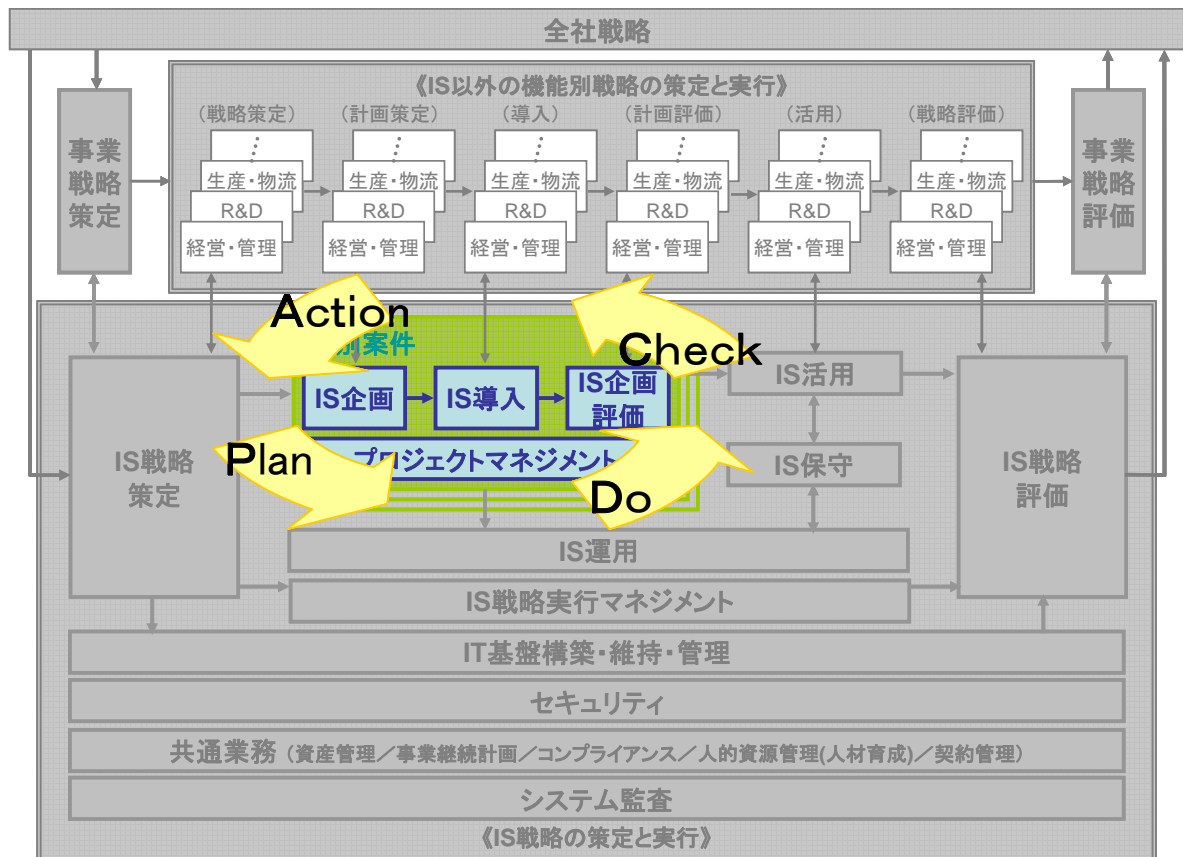 全社戦略
《IS以外の機能別戦略の策定と実行》
(戦略策定)
(計画策定)
(導入)
(計画評価)
(活用)
(戦略評価)
事業
戦略
策定
生産・物流
R&D
経営・管理
生産・物流
R&D
経営・管理
生産・物流
R&D
経営・管理
生産・物流
R&D
経営・管理
生産・物流
R&D
経営・管理
生産・物流
R&D
経営・管理
事業
戦略
評価
Action
Check
別案件
IS企画
IS導入
IS企画
評価
IS活用
Plan
プロジェクトマネジメント
Do
IS保守
IS戦略
策定
IS戦略
評価
IS運用
IS戦略実行マネジメント
IT基盤構築・維持・管理
セキュリティ
共通業務(資産管理/事業継続計画/コンプライアンス/人的資源管理(人材育成)/契約管理)
システム監査
《IS戦略の策定と実行》